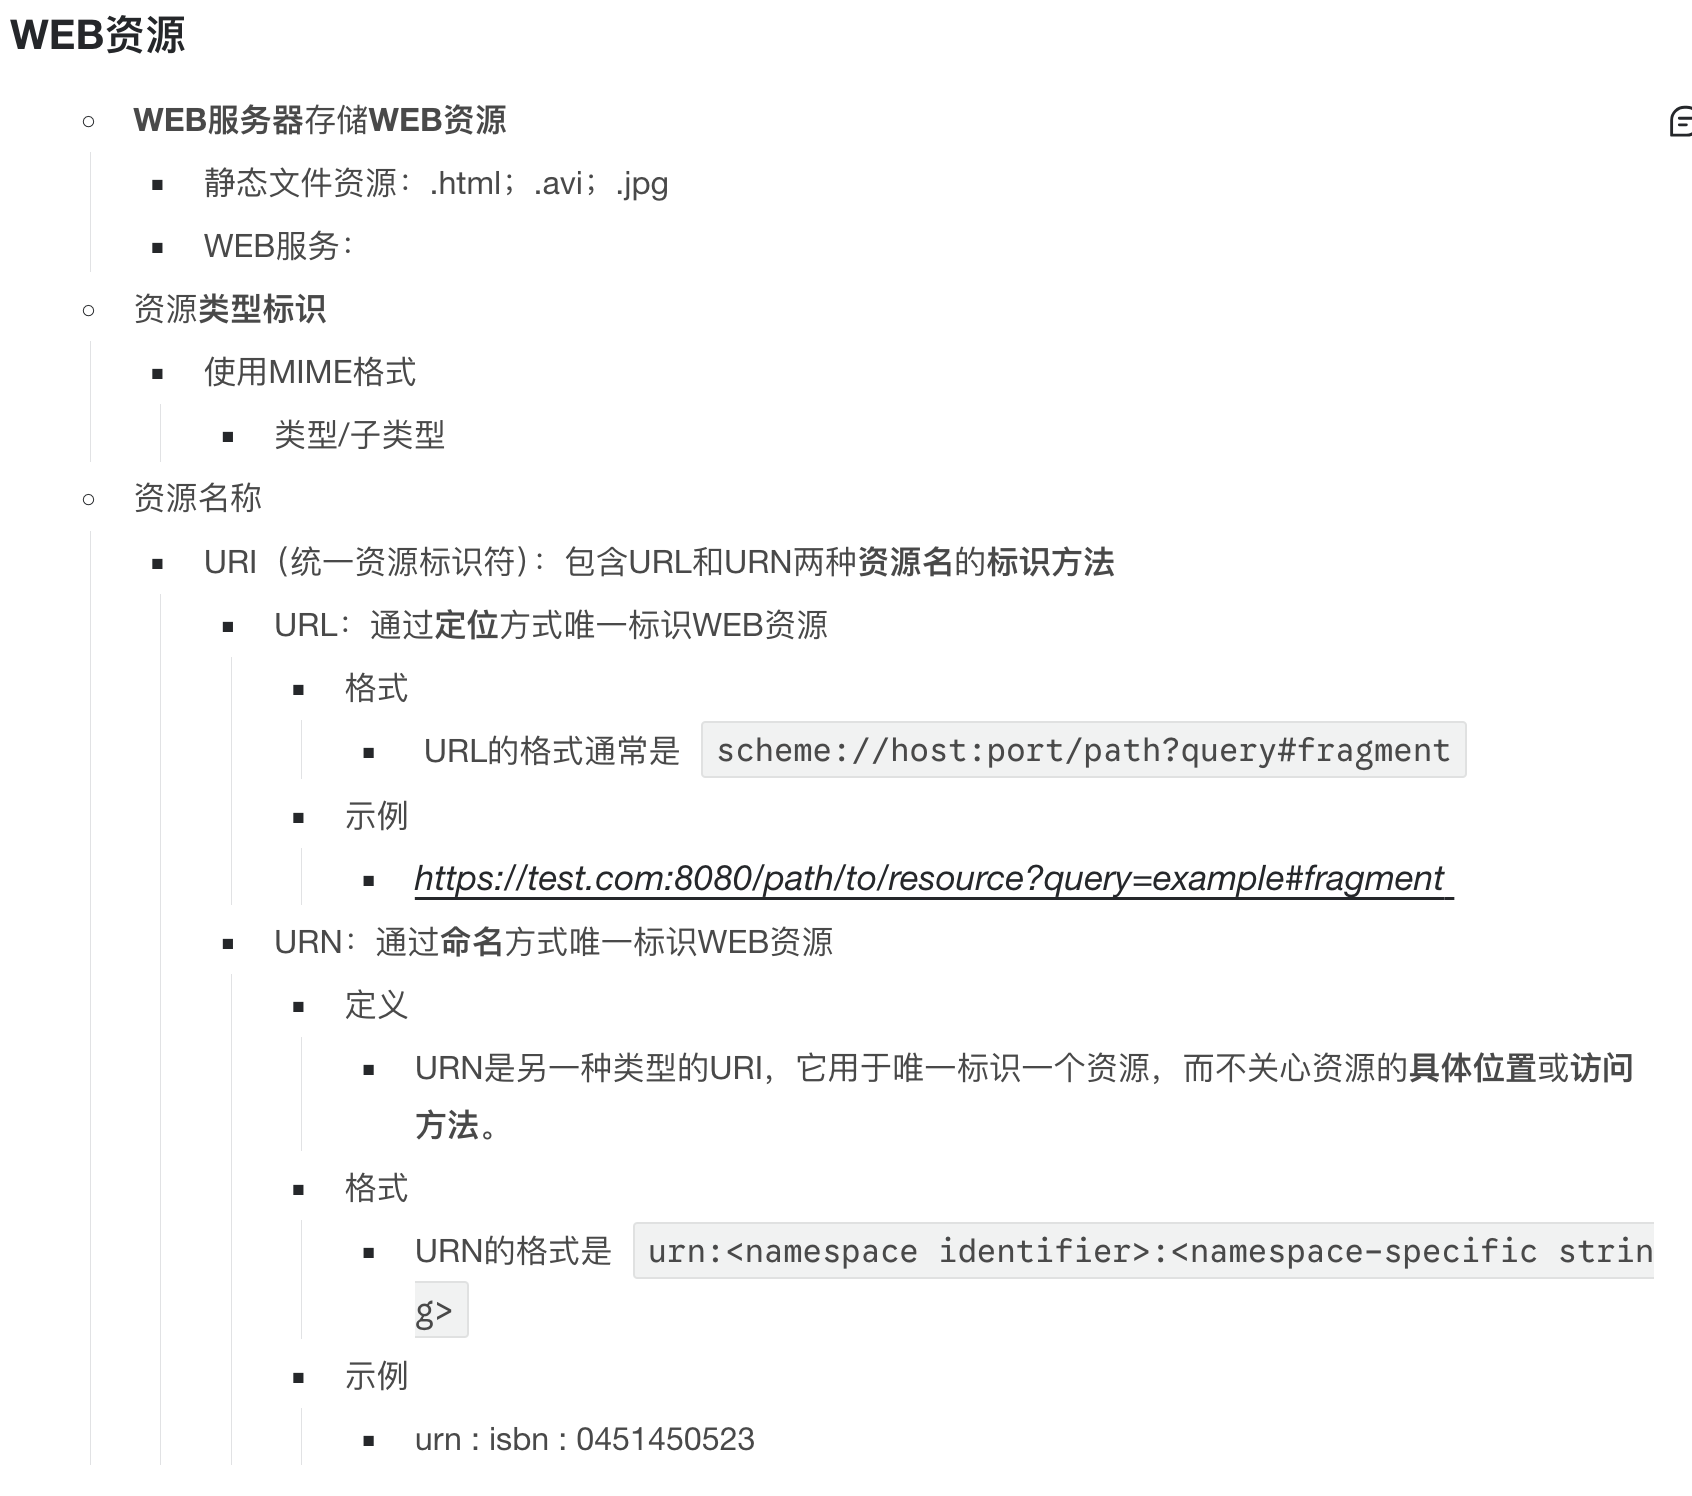 WEB资源
WEB服务器存储WEB资源
静态文件资源：.html；.avi；.jpg
WEB服务：
资源类型标识
使用MIME格式
类型/子类型
资源名称
URI（统一资源标识符）：包含URL和URN两种资源名的标识方法
URL：通过定位方式唯一标识WEB资源
格式
URL的格式通常是 scheme://host:port/path?query#fragment
示例
https://test.com:8080/path/to/resource?query=example#fragment
URN：通过命名方式唯一标识WEB资源
定义
URN是另一种类型的URI，它用于唯一标识一个资源，而不关心资源的具体位置或访问
方法。
格式
URN的格式是 urn:<namespace identifier>:<namespace-specific strin
g>
示例
urn : isbn : 0451450523